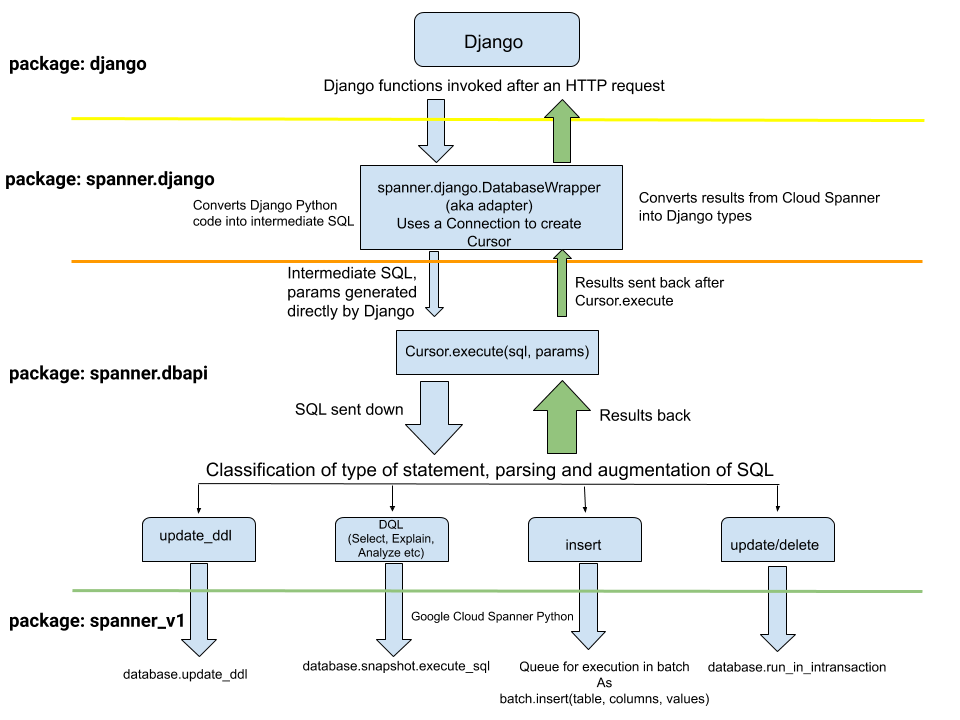 Django
package: django
Django functions invoked after an HTTP request
package: spanner.django
spanner.django.DatabaseWrapper
(aka adapter)
Uses a Connection to create
Cursor
Converts Django Python
code into intermediate SQL
Converts results from Cloud Spanner
into Django types
Intermediate SQL,
params generated
directly by Django
Results sent back after
Cursor.execute
Cursor.execute(sql, params)
package: spanner.dbapi
SQL sent down
Results back
Classification of type of statement, parsing and augmentation of SQL
update_ddl
DQL
(Select, Explain,
Analyze etc)
insert
update/delete
package: spanner_v1
Google Cloud Spanner Python
database.update_ddl
database.snapshot.execute_sql
Queue for execution in batch
As
batch.insert(table, columns, values)
database.run_in_intransaction